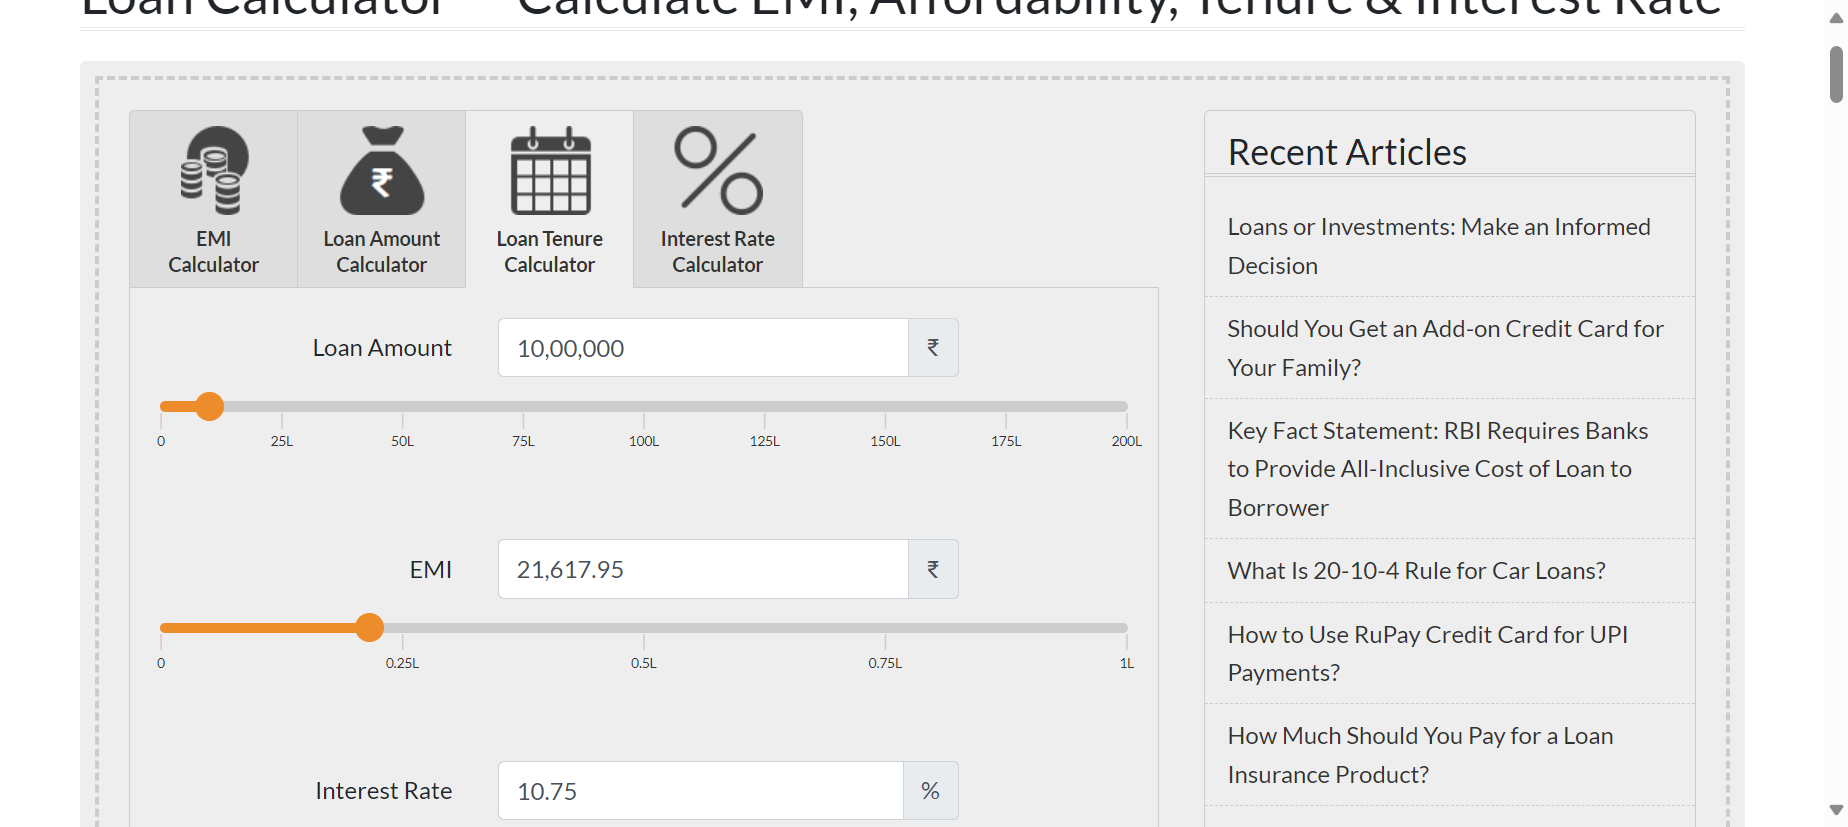 Loan Calculator — Calculate EMI, Affordability, Tenure & Interest Rate
EMI
Calculator
₹
Loan Amount
Calculator
Loan Tenure
Calculator
Interest Rate
Calculator
Loan Amount
10,00,000
₹
0
25L
50L
75L
100L
125L
150L
175L
200L
EMI
21,617.95
₹
0
0.25L
0.5L
0.75L
1L
Interest Rate
10.75
%
Recent Articles
Loans or Investments: Make an Informed
Decision
Should You Get an Add-on Credit Card for
Your Family?
Key Fact Statement: RBI Requires Banks
to Provide All-Inclusive Cost of Loan to
Borrower
What Is 20-10-4 Rule for Car Loans?
How to Use RuPay Credit Card for UPI
Payments?
How Much Should You Pay for a Loan
Insurance Product?